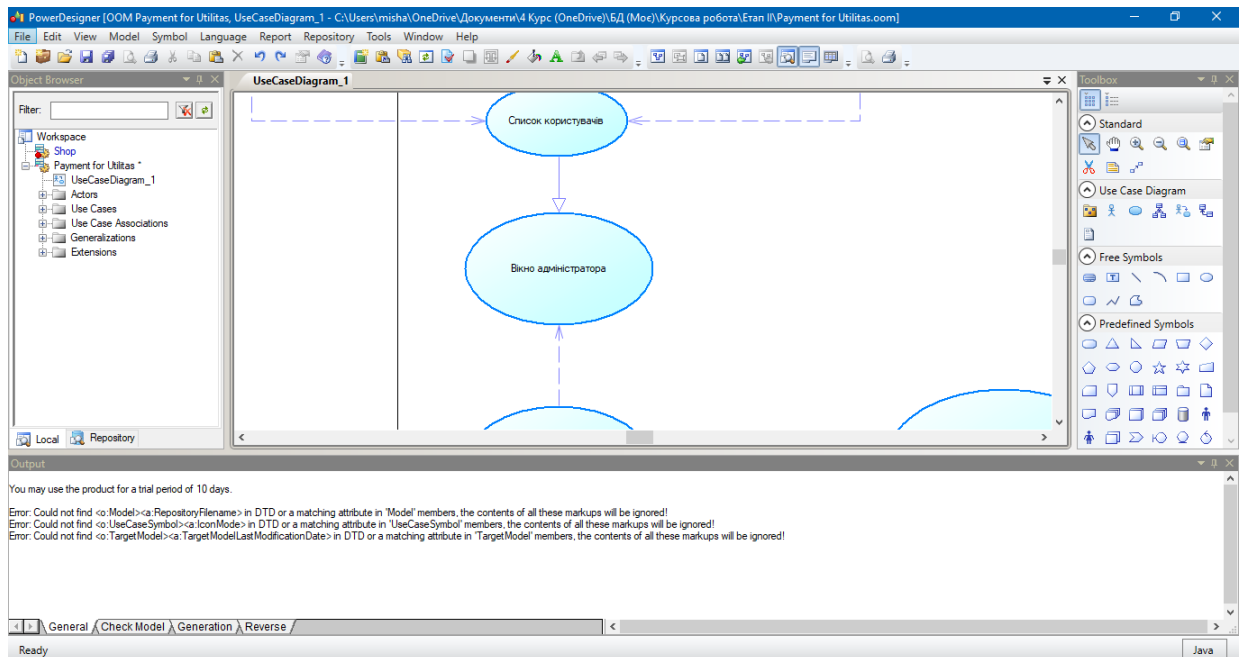 PowerDesigner [OOM Payment for Utilitas, UseCaseDiagram_1 - C:\Users\misha\OneDrive\Документи\4 Курс (OneDrive)\БД (Моє)\Курсова робота\Етап II\Payment for Utilitas.oom]
File Edit View Model Symbol Language Report Repository Tools Window Help
Object Browser
UseCaseDiagram_1
Toolbox
Filter:
Workspace
Shop
Payment for Utilitas *
UseCaseDiagram_1
Actors
Use Cases
Use Case Associations
Generalizations
Extensions
Local Repository
Список користувачів
Вікно адміністратора
Standard
Use Case Diagram
Free Symbols
Predefined Symbols
Output
You may use the product for a trial period of 10 days.
Error: Could not find <o:Model><a:RepositoryFilename> in DTD or a matching attribute in 'Model' members, the contents of all these markups will be ignored!
Error: Could not find <o:UseCaseSymbol><a:IconMode> in DTD or a matching attribute in 'UseCaseSymbol' members, the contents of all these markups will be ignored!
Error: Could not find <o:TargetModel><a:TargetModelLastModificationDate> in DTD or a matching attribute in 'TargetModel' members, the contents of all these markups will be ignored!
General Check Model Generation Reverse
Ready
Java